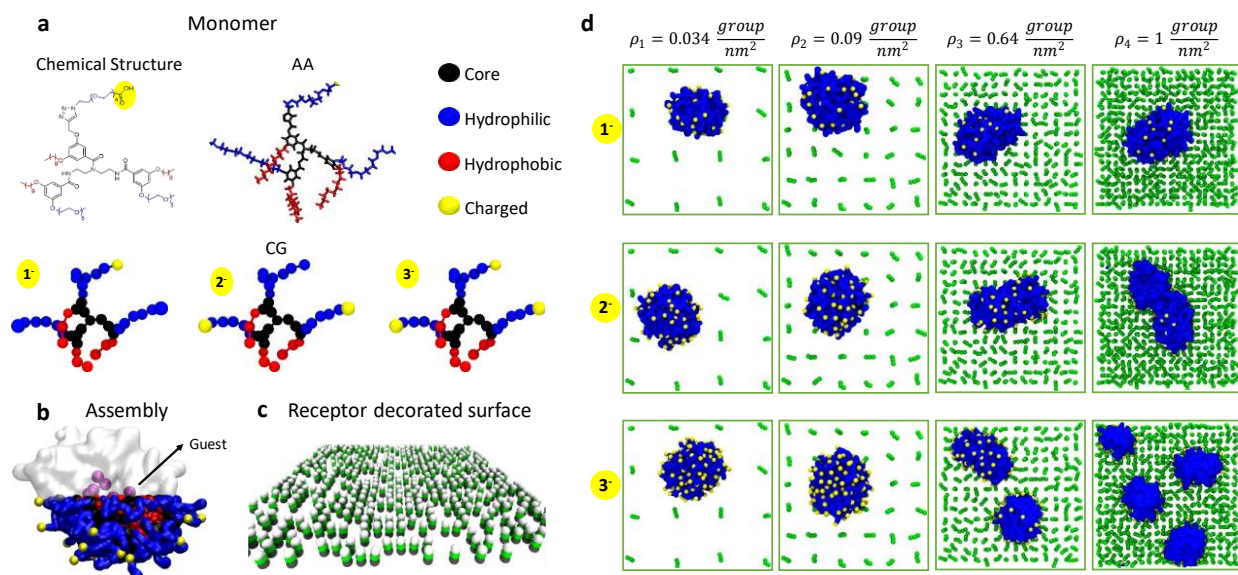 a
Monomer
Chemical Structure
AA
OH
O
Core
Hydrophilic
Hydrophobic
Charged
CG
1-
2-
3-
b
Assembly
Guest
c
Receptor decorated surface
d
ρ₁ = 0.034 group/nm²
ρ₂ = 0.09 group/nm²
ρ₃ = 0.64 group/nm²
ρ₄ = 1 group/nm²
1-
2-
3-